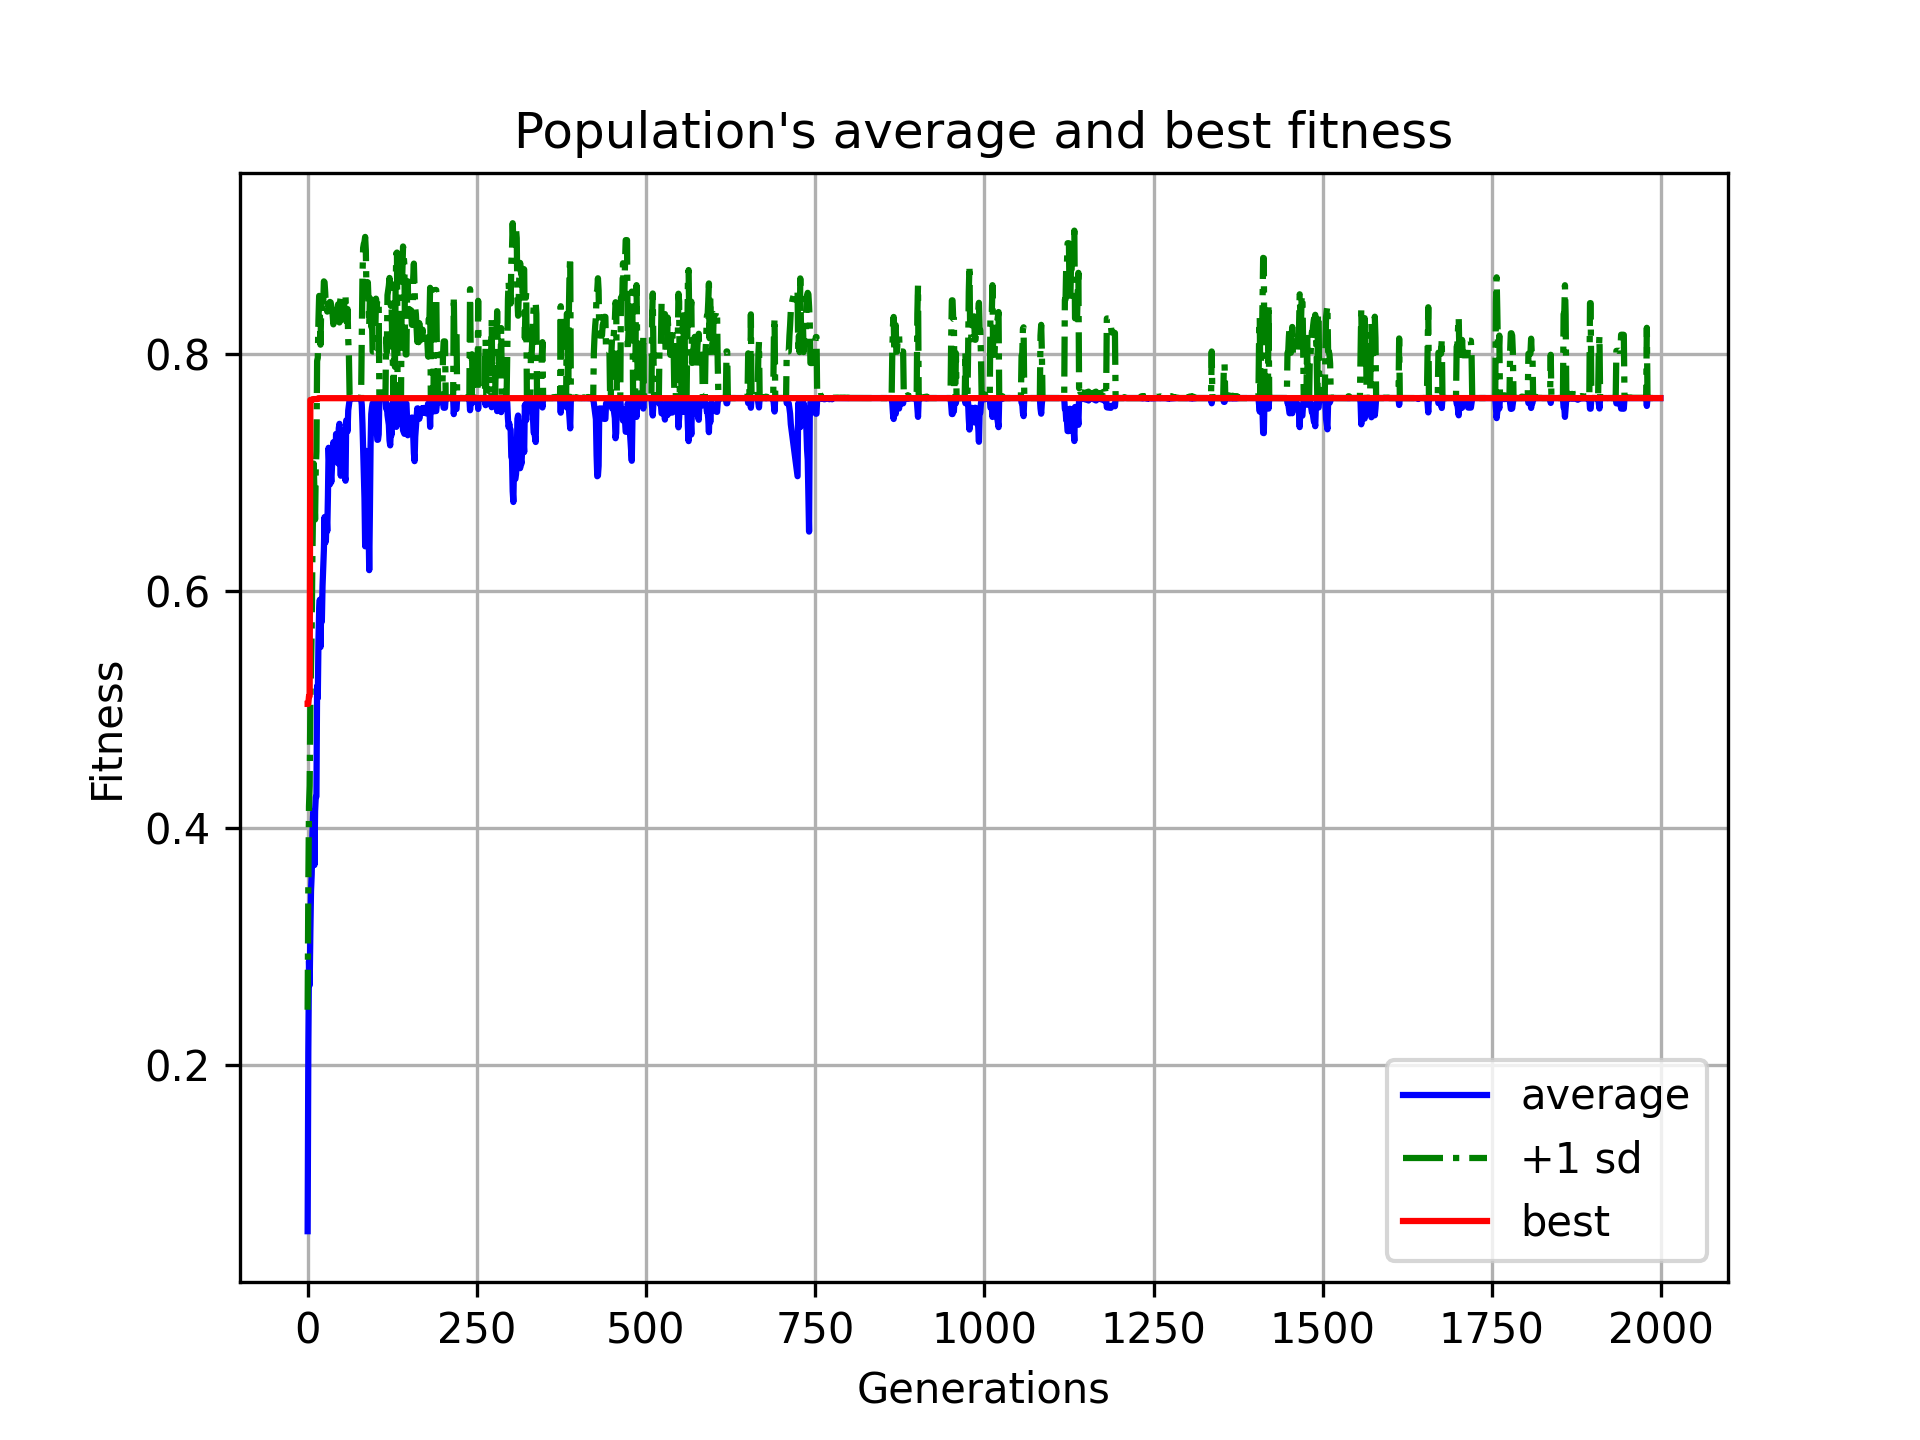 Population's average and best fitness
Fitness
0.8
0.6
0.4
0.2
0 250 500 750 1000 1250 1500 1750 2000
Generations
average
+1 sd
best